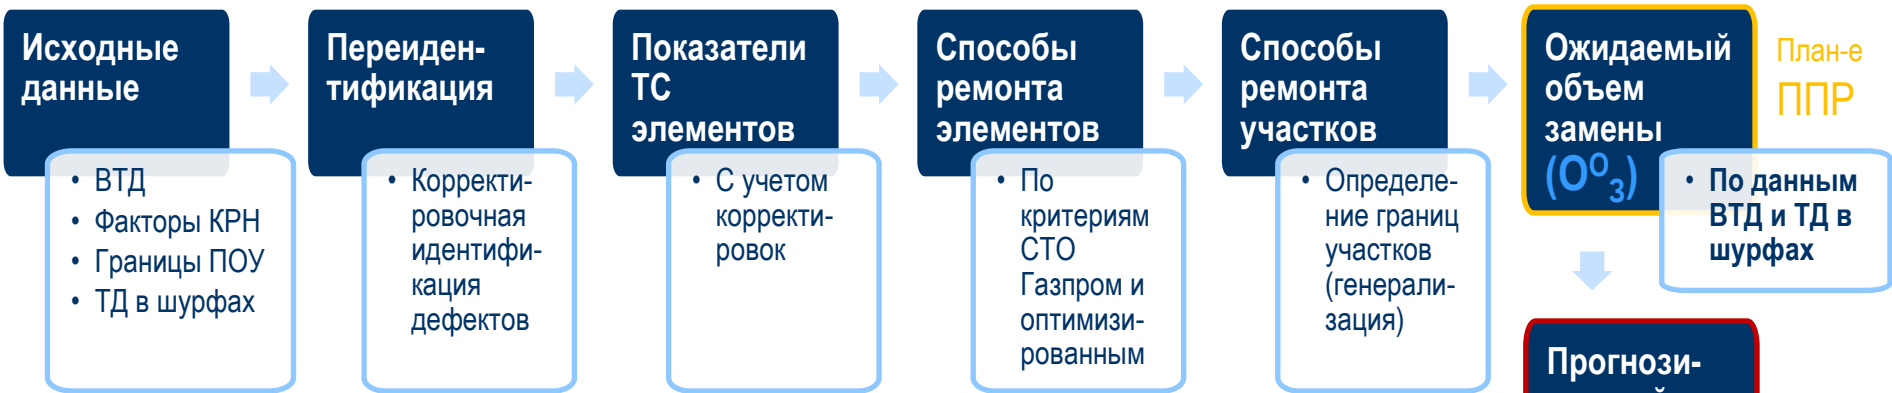 Исходные
данные
• ВТД
• Факторы КРН
• Границы ПОУ
• ТД в шурфах
Переиден-
тификация
• Корректи-
ровочная
идентифи-
кация
дефектов
Показатели
ТС
элементов
• С учетом
корректи-
ровок
Способы
ремонта
элементов
• По
критериям
СТО
Газпром и
оптимизи-
рованным
Способы
ремонта
участков
• Определе-
ние границ
участков
(генерали-
зация)
Ожидаемый
объем
замены
(Oᴼ₃)
План-е
ППР
• По данным
ВТД и ТД в
шурфах
Прогнози-